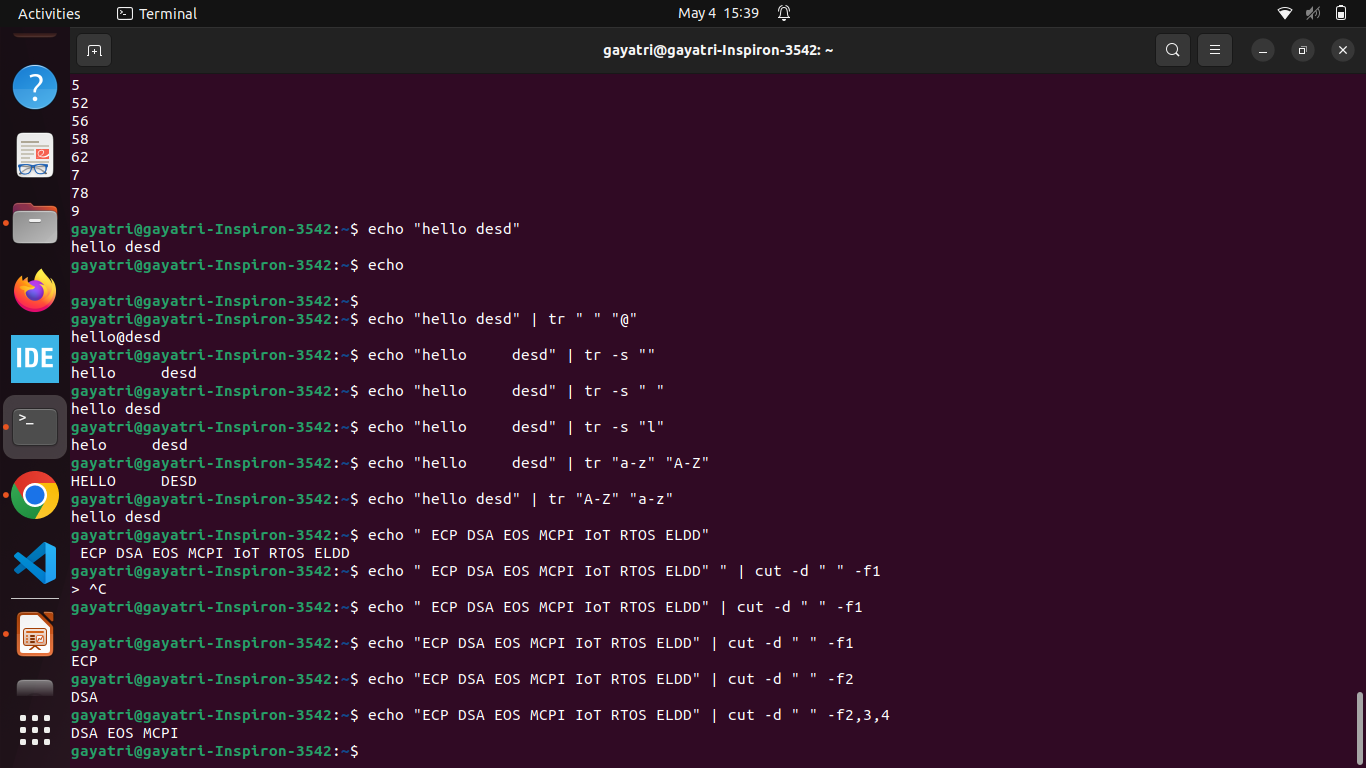 Activities
Terminal
May 4 15:39
gayatri@gayatri-Inspiron-3542: ~
?
IDE
>_
5
52
56
58
62
7
78
9
gayatri@gayatri-Inspiron-3542:~$ echo "hello desd"
hello desd
gayatri@gayatri-Inspiron-3542:~$ echo
gayatri@gayatri-Inspiron-3542:~$
gayatri@gayatri-Inspiron-3542:~$ echo "hello desd" | tr " " "@"
hello@desd
gayatri@gayatri-Inspiron-3542:~$ echo "hello     desd" | tr -s ""
hello     desd
gayatri@gayatri-Inspiron-3542:~$ echo "hello     desd" | tr -s " "
hello desd
gayatri@gayatri-Inspiron-3542:~$ echo "hello     desd" | tr -s "l"
helo     desd
gayatri@gayatri-Inspiron-3542:~$ echo "hello     desd" | tr "a-z" "A-Z"
HELLO     DESD
gayatri@gayatri-Inspiron-3542:~$ echo "hello desd" | tr "A-Z" "a-z"
hello desd
gayatri@gayatri-Inspiron-3542:~$ echo " ECP DSA EOS MCPI IoT RTOS ELDD"
 ECP DSA EOS MCPI IoT RTOS ELDD
gayatri@gayatri-Inspiron-3542:~$ echo " ECP DSA EOS MCPI IoT RTOS ELDD" " | cut -d " " -f1
> ^C
gayatri@gayatri-Inspiron-3542:~$ echo " ECP DSA EOS MCPI IoT RTOS ELDD" | cut -d " " -f1
gayatri@gayatri-Inspiron-3542:~$ echo "ECP DSA EOS MCPI IoT RTOS ELDD" | cut -d " " -f1
ECP
gayatri@gayatri-Inspiron-3542:~$ echo "ECP DSA EOS MCPI IoT RTOS ELDD" | cut -d " " -f2
DSA
gayatri@gayatri-Inspiron-3542:~$ echo "ECP DSA EOS MCPI IoT RTOS ELDD" | cut -d " " -f2,3,4
DSA EOS MCPI
gayatri@gayatri-Inspiron-3542:~$